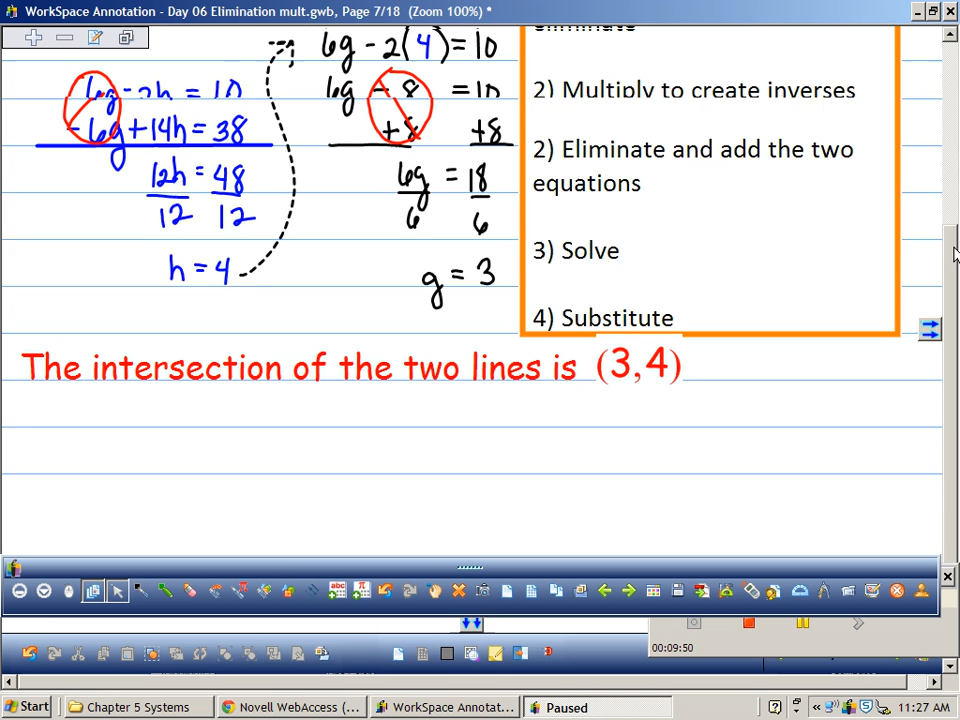 WorkSpace Annotation - Day 06 Elimination mult.gwb, Page 7/18 (Zoom 100%) *
6g - 2(4) = 10
6g - 2h = 10
-6g + 14h = 38
12h = 48
12 12
h = 4
6g - 8 = 10
+8 +8
6g = 18
6 6
g = 3
eliminate
2) Multiply to create inverses
2) Eliminate and add the two
equations
3) Solve
4) Substitute
The intersection of the two lines is (3,4)
00:09:50
Start
Chapter 5 Systems
Novell WebAccess (...
WorkSpace Annotat...
Paused
11:27 AM